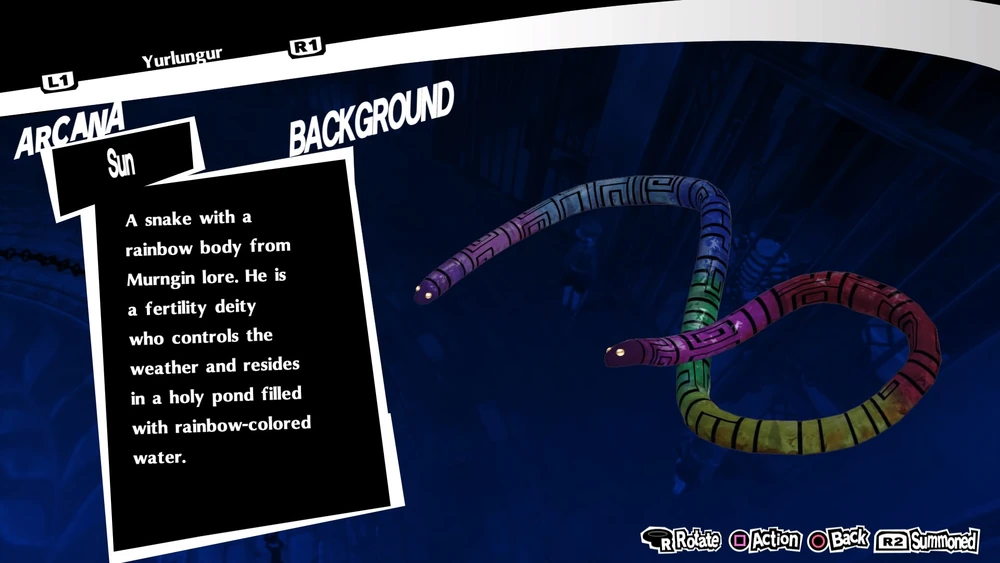 Yurlungur
L1
R1
ARCANA
Sun
BACKGROUND
A snake with a
rainbow body from
Murngin lore. He is
a fertility deity
who controls the
weather and resides
in a holy pond filled
with rainbow-colored
water.
R Rotate Action Back R2 Summoned